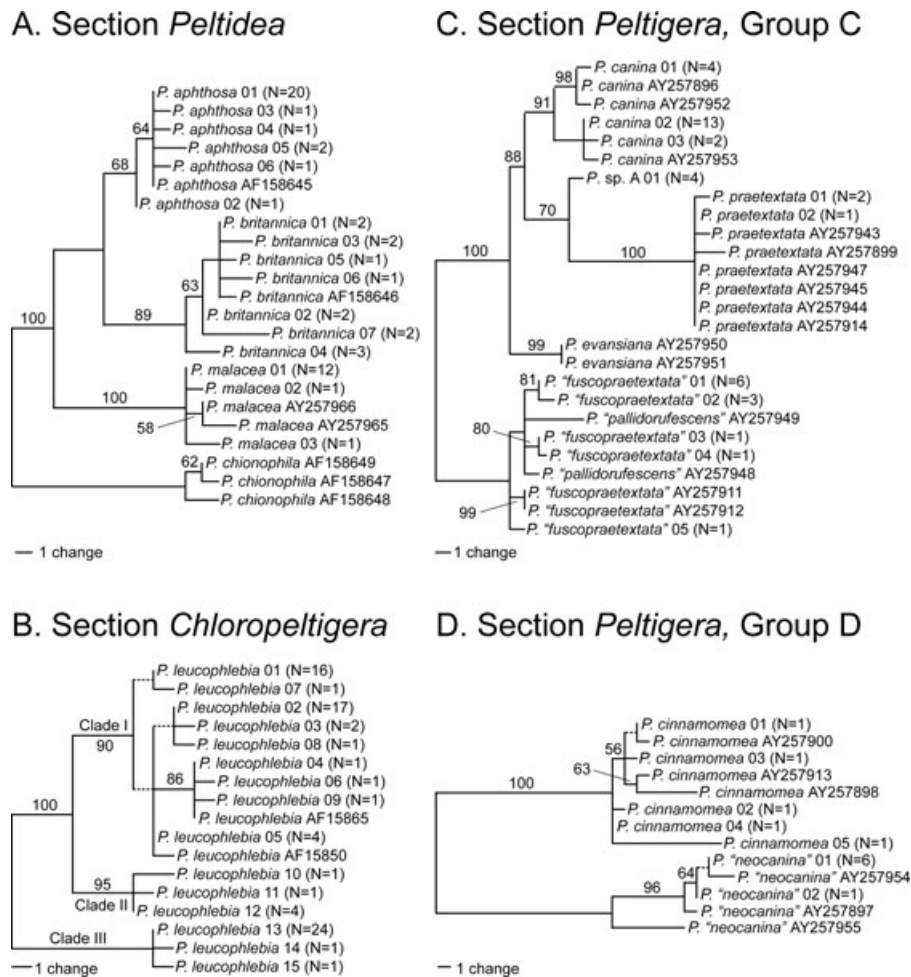 A. Section Peltidea
P. aphthosa 01 (N=20)
P. aphthosa 03 (N=1)
64
P. aphthosa 04 (N=1)
P. aphthosa 05 (N=2)
68
P. aphthosa 06 (N=1)
P. aphthosa AF158645
P. aphthosa 02 (N=1)
P. britannica 01 (N=2)
P. britannica 03 (N=2)
P. britannica 05 (N=1)
P. britannica 06 (N=1)
63
P. britannica AF158646
100
89
P. britannica 02 (N=2)
P. britannica 07 (N=2)
P. britannica 04 (N=3)
P. malacea 01 (N=12)
P. malacea 02 (N=1)
100
P. malacea AY257966
58
P. malacea AY257965
P. malacea 03 (N=1)
62
P. chionophila AF158649
P. chionophila AF158647
P. chionophila AF158648
1 change
C. Section Peltigera, Group C
P. canina 01 (N=4)
98
P. canina AY257896
91
P. canina AY257952
P. canina 02 (N=13)
P. canina 03 (N=2)
88
P. canina AY257953
P. sp. A 01 (N=4)
P. praetextata 01 (N=2)
70
P. praetextata 02 (N=1)
P. praetextata AY257943
100
100
P. praetextata AY257899
P. praetextata AY257947
P. praetextata AY257945
P. praetextata AY257944
P. praetextata AY257914
99
P. evansiana AY257950
P. evansiana AY257951
81
P. "fuscopraetextata" 01 (N=6)
P. "fuscopraetextata" 02 (N=3)
P. "pallidorufescens" AY257949
80
P. "fuscopraetextata" 03 (N=1)
P. "fuscopraetextata" 04 (N=1)
P. "pallidorufescens" AY257948
P. "fuscopraetextata" AY257911
99
P. "fuscopraetextata" AY257912
P. "fuscopraetextata" 05 (N=1)
1 change
B. Section Chloropeltigera
P. leucophlebia 01 (N=16)
P. leucophlebia 07 (N=1)
P. leucophlebia 02 (N=17)
Clade I
P. leucophlebia 03 (N=2)
90
P. leucophlebia 08 (N=1)
P. leucophlebia 04 (N=1)
86
P. leucophlebia 06 (N=1)
100
P. leucophlebia 09 (N=1)
P. leucophlebia AF15865
P. leucophlebia 05 (N=4)
P. leucophlebia AF15850
P. leucophlebia 10 (N=1)
95
P. leucophlebia 11 (N=1)
Clade II
P. leucophlebia 12 (N=4)
P. leucophlebia 13 (N=24)
Clade III
P. leucophlebia 14 (N=1)
P. leucophlebia 15 (N=1)
1 change
D. Section Peltigera, Group D
P. cinnamomea 01 (N=1)
P. cinnamomea AY257900
56
P. cinnamomea 03 (N=1)
63
P. cinnamomea AY257913
100
P. cinnamomea AY257898
P. cinnamomea 02 (N=1)
P. cinnamomea 04 (N=1)
P. cinnamomea 05 (N=1)
P. "neocanina" 01 (N=6)
64
P. "neocanina" AY257954
96
P. "neocanina" 02 (N=1)
P. "neocanina" AY257897
P. "neocanina" AY257955
1 change